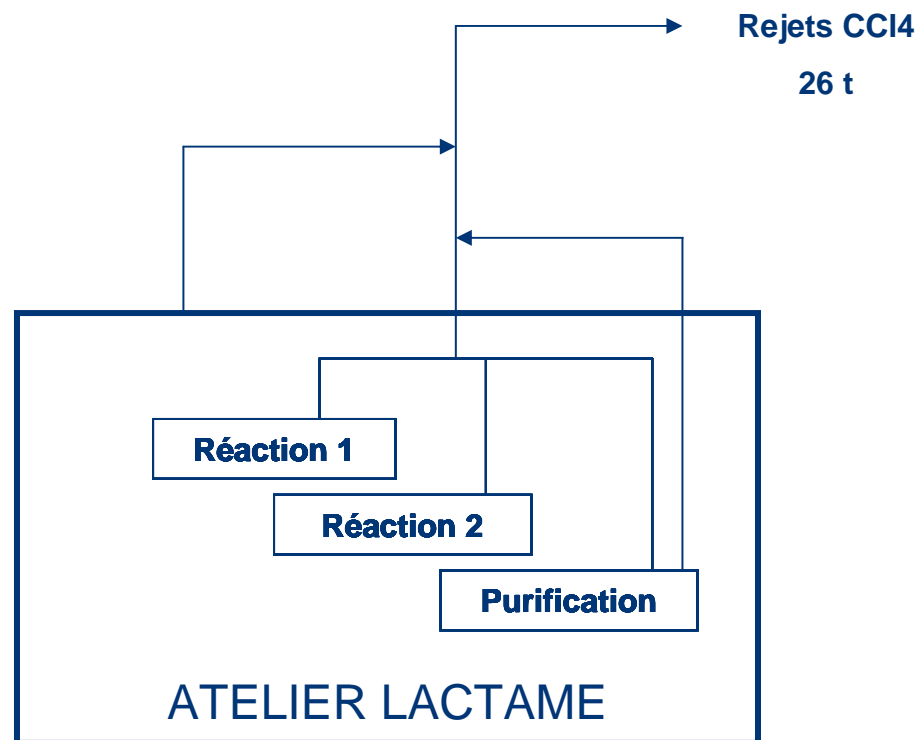 Rejets CCl4
26 t
Réaction 1
Réaction 2
Purification
ATELIER LACTAME